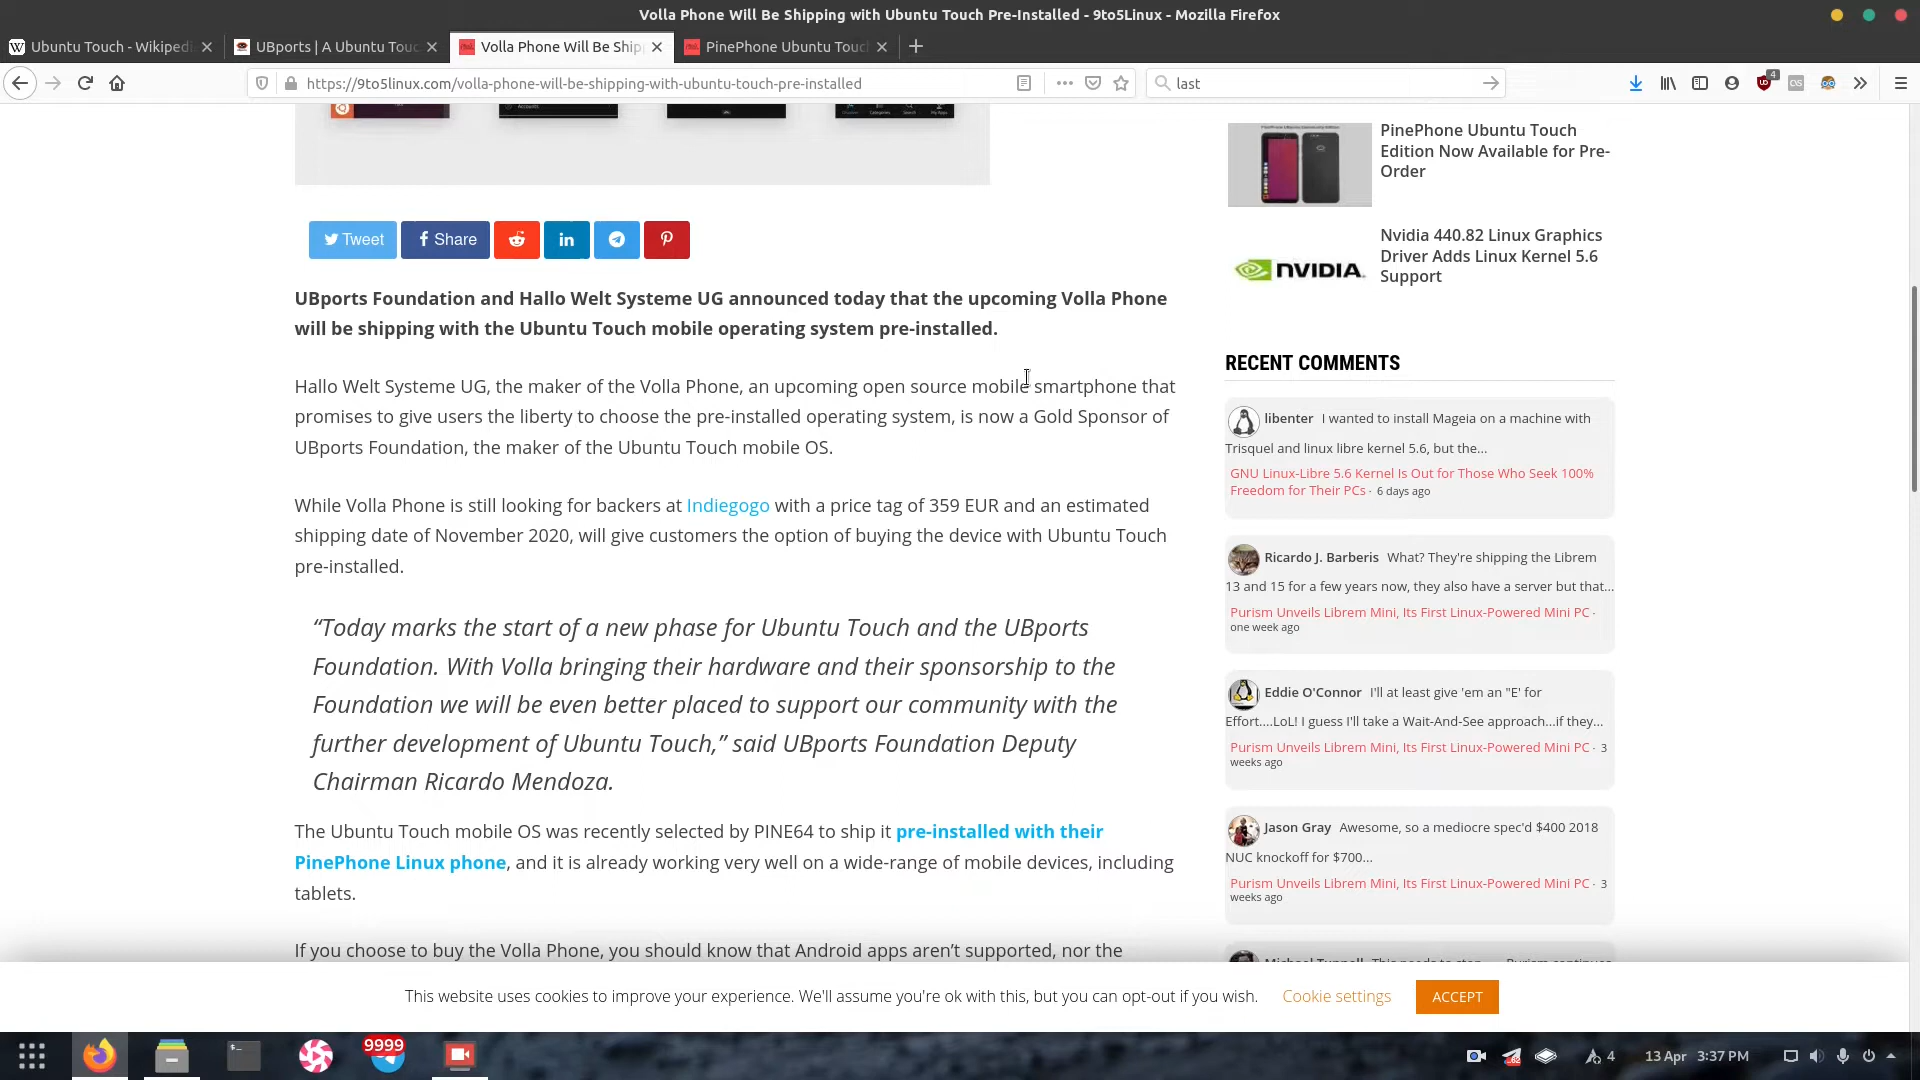 Volla Phone Will Be Shipping with Ubuntu Touch Pre-Installed - 9to5Linux - Mozilla Firefox
Ubuntu Touch - Wikiped
UBports | A Ubuntu Touc
Volla Phone Will Be Ship
PinePhone Ubuntu Touc
https://9to5linux.com/volla-phone-will-be-shipping-with-ubuntu-touch-pre-installed
last
4
Tweet
Share
UBports Foundation and Hallo Welt Systeme UG announced today that the upcoming Volla Phone
will be shipping with the Ubuntu Touch mobile operating system pre-installed.
Hallo Welt Systeme UG, the maker of the Volla Phone, an upcoming open source mobile smartphone that
promises to give users the liberty to choose the pre-installed operating system, is now a Gold Sponsor of
UBports Foundation, the maker of the Ubuntu Touch mobile OS.
While Volla Phone is still looking for backers at Indiegogo with a price tag of 359 EUR and an estimated
shipping date of November 2020, will give customers the option of buying the device with Ubuntu Touch
pre-installed.
“Today marks the start of a new phase for Ubuntu Touch and the UBports
Foundation. With Volla bringing their hardware and their sponsorship to the
Foundation we will be even better placed to support our community with the
further development of Ubuntu Touch,” said UBports Foundation Deputy
Chairman Ricardo Mendoza.
The Ubuntu Touch mobile OS was recently selected by PINE64 to ship it pre-installed with their
PinePhone Linux phone, and it is already working very well on a wide-range of mobile devices, including
tablets.
If you choose to buy the Volla Phone, you should know that Android apps aren’t supported, nor the
PinePhone Ubuntu Touch
Edition Now Available for Pre-
Order
NVIDIA
Nvidia 440.82 Linux Graphics
Driver Adds Linux Kernel 5.6
Support
RECENT COMMENTS
libenter I wanted to install Mageia on a machine with
Trisquel and linux libre kernel 5.6, but the...
GNU Linux-Libre 5.6 Kernel Is Out for Those Who Seek 100%
Freedom for Their PCs · 6 days ago
Ricardo J. Barberis What? They're shipping the Librem
13 and 15 for a few years now, they also have a server but that...
Purism Unveils Librem Mini, Its First Linux-Powered Mini PC ·
one week ago
Eddie O'Connor I'll at least give 'em an "E' for
Effort....LoL! I guess I'll take a Wait-And-See approach...if they...
Purism Unveils Librem Mini, Its First Linux-Powered Mini PC · 3
weeks ago
Jason Gray Awesome, so a mediocre spec'd $400 2018
NUC knockoff for $700...
Purism Unveils Librem Mini, Its First Linux-Powered Mini PC · 3
weeks ago
This website uses cookies to improve your experience. We'll assume you're ok with this, but you can opt-out if you wish.
Cookie settings
ACCEPT
9999
4
13 Apr 3:37 PM